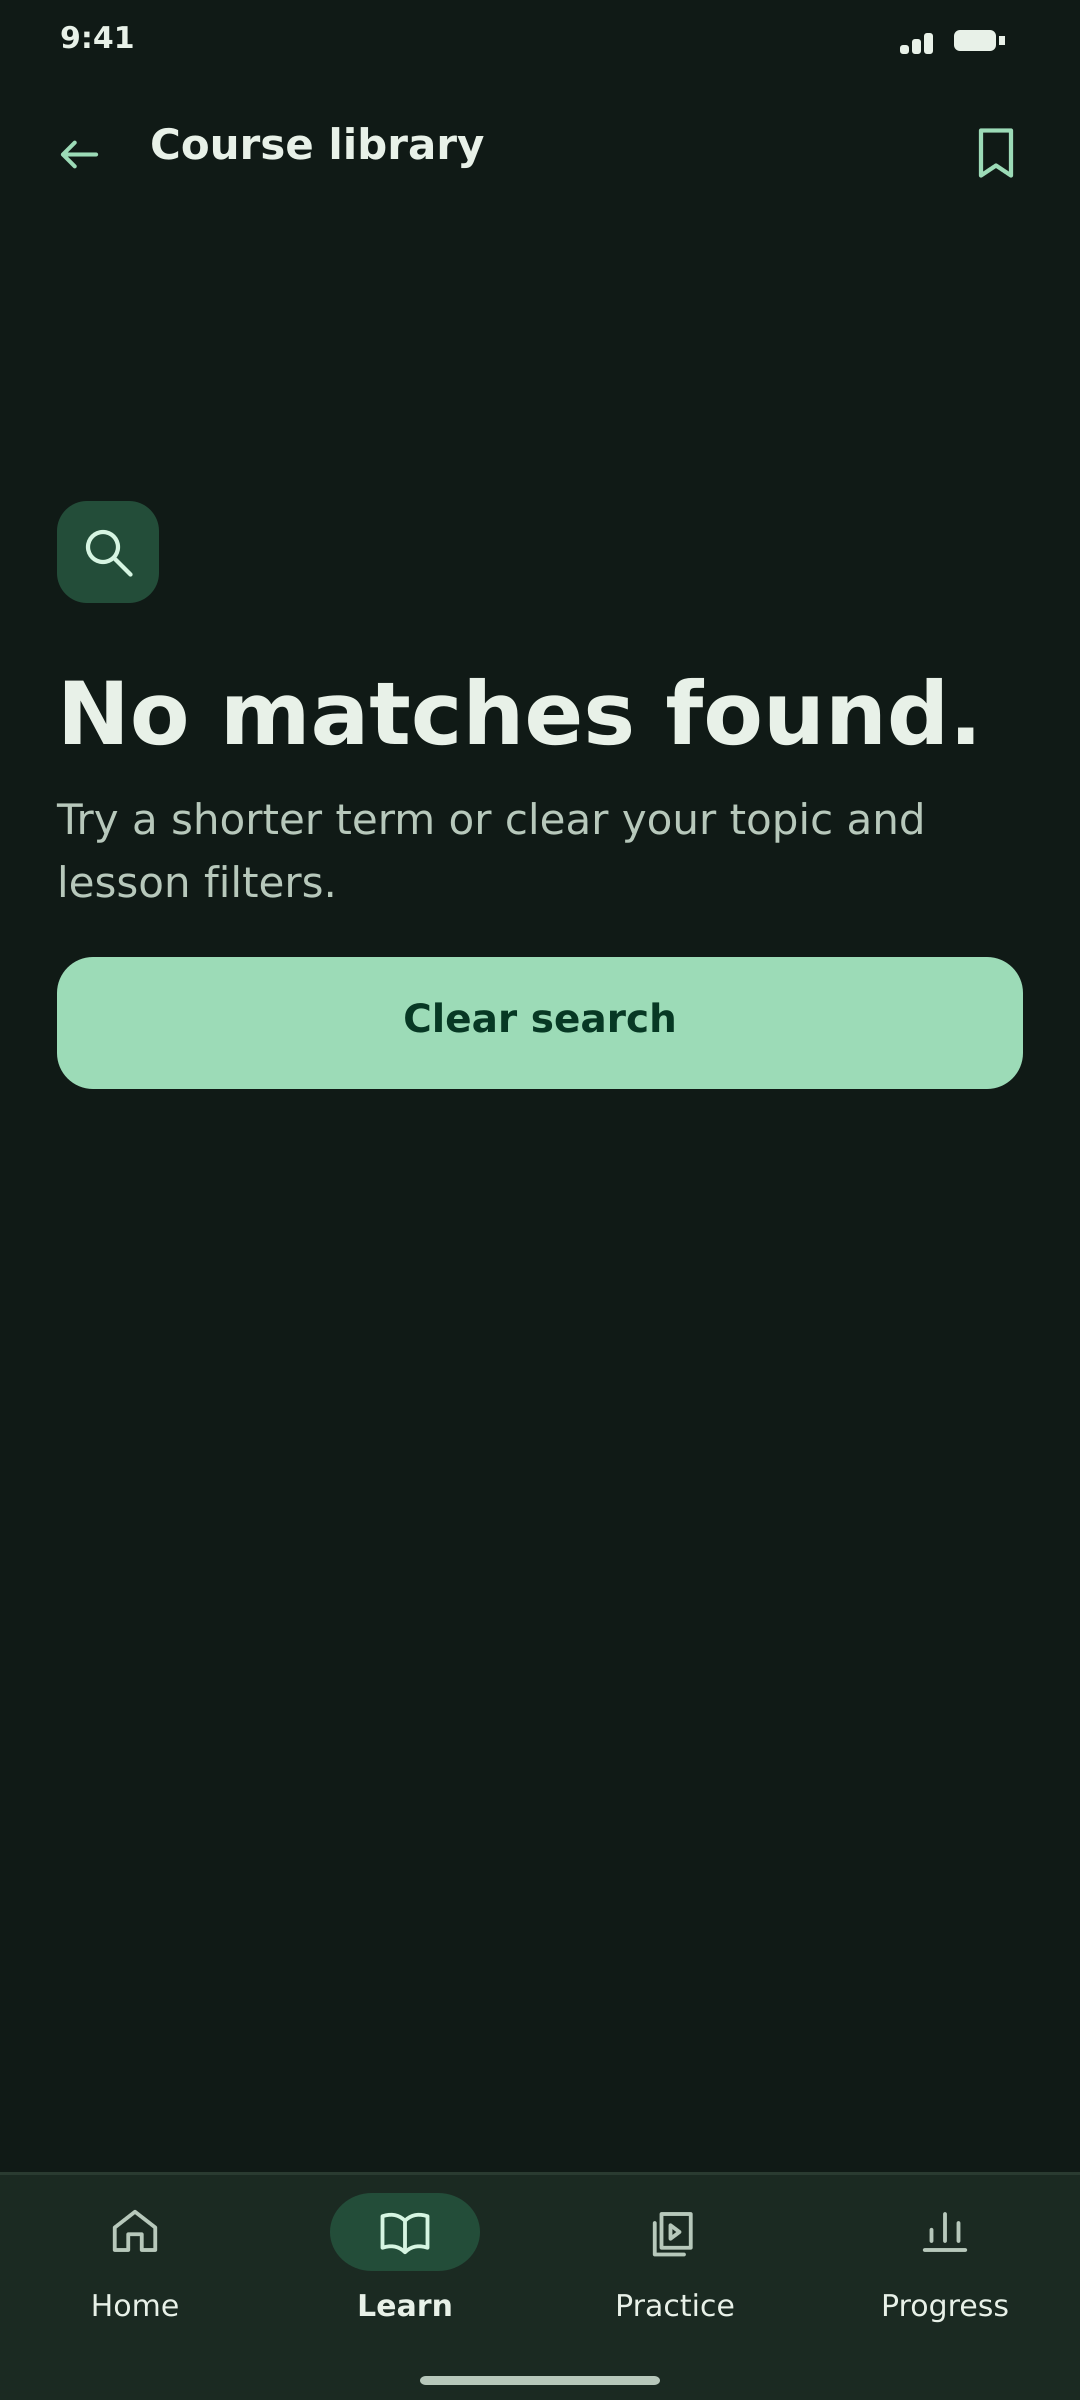 9:41
Course library
No matches found.
Try a shorter term or clear your topic and
lesson filters.
Clear search
Home
Learn
Practice
Progress